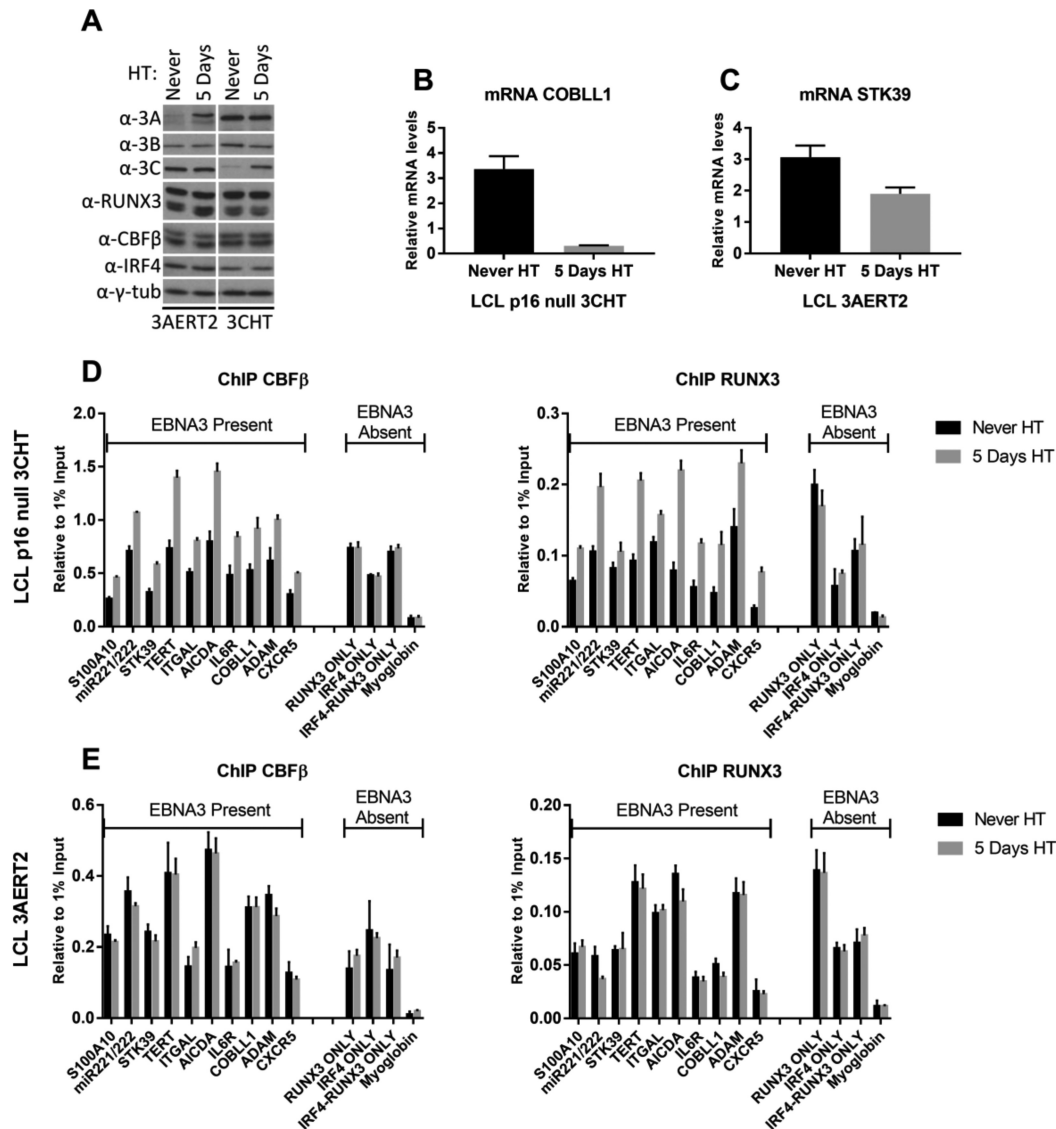 A
HT:
Never
5 Days
Never
5 Days
α-3A
α-3B
α-3C
α-RUNX3
α-CBFβ
α-IRF4
α-γ-tub
3AERT2 3CHT
B
mRNA COBLL1
Relative mRNA levels
5
4
3
2
1
0
Never HT 5 Days HT
LCL p16 null 3CHT
C
mRNA STK39
Relative mRNA levels
4
3
2
1
0
Never HT 5 Days HT
LCL 3AERT2
D
LCL p16 null 3CHT
ChIP CBFβ
EBNA3 Present
EBNA3
Absent
Relative to 1% Input
2.0
1.5
1.0
0.5
0.0
S100A10
miR221/222
STK39
TERT
ITGAL
AICDA
IL6R
COBLL1
ADAM
CXCR5
RUNX3 ONLY
IRF4 ONLY
IRF4-RUNX3 ONLY
Myoglobin
ChIP RUNX3
EBNA3 Present
EBNA3
Absent
Relative to 1% Input
0.3
0.2
0.1
0.0
S100A10
miR221/222
STK39
TERT
ITGAL
AICDA
IL6R
COBLL1
ADAM
CXCR5
RUNX3 ONLY
IRF4 ONLY
IRF4-RUNX3 ONLY
Myoglobin
Never HT
5 Days HT
E
LCL 3AERT2
ChIP CBFβ
EBNA3 Present
EBNA3
Absent
Relative to 1% Input
0.6
0.4
0.2
0.0
S100A10
miR221/222
STK39
TERT
ITGAL
AICDA
IL6R
COBLL1
ADAM
CXCR5
RUNX3 ONLY
IRF4 ONLY
IRF4-RUNX3 ONLY
Myoglobin
ChIP RUNX3
EBNA3 Present
EBNA3
Absent
Relative to 1% Input
0.20
0.15
0.10
0.05
0.00
S100A10
miR221/222
STK39
TERT
ITGAL
AICDA
IL6R
COBLL1
ADAM
CXCR5
RUNX3 ONLY
IRF4 ONLY
IRF4-RUNX3 ONLY
Myoglobin
Never HT
5 Days HT